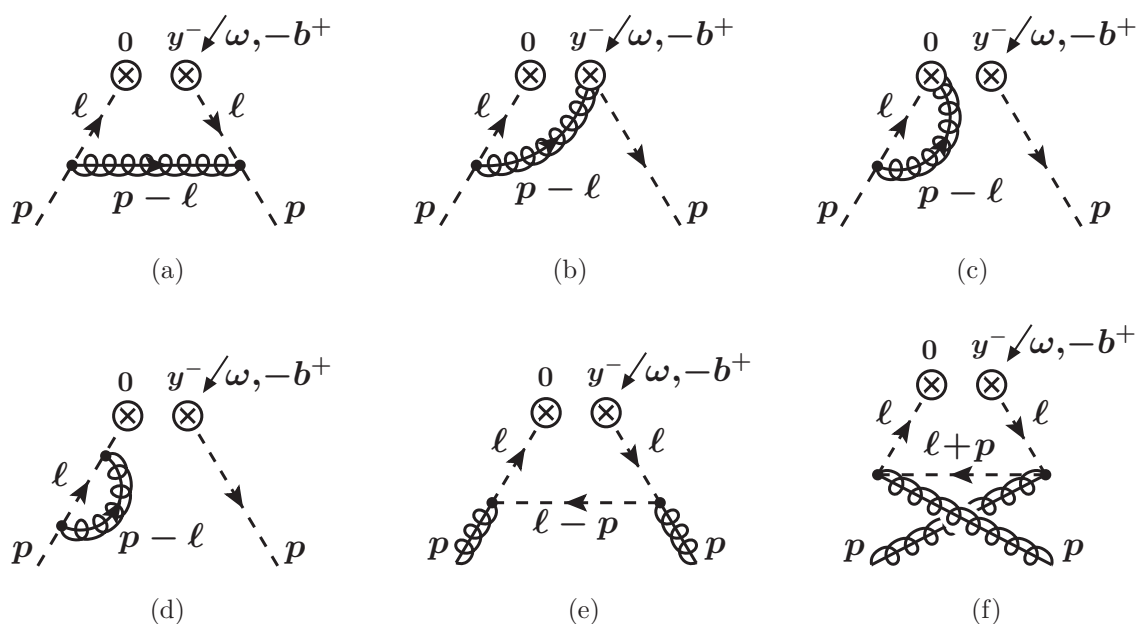 0 y⁻ ω, −b⁺
ℓ ℓ
p − ℓ
p p
(a)
0 y⁻ ω, −b⁺
ℓ
p − ℓ
p p
(b)
0 y⁻ ω, −b⁺
ℓ
p − ℓ
p p
(c)
0 y⁻ ω, −b⁺
ℓ
p − ℓ
p p
(d)
0 y⁻ ω, −b⁺
ℓ ℓ
ℓ − p
p p
(e)
0 y⁻ ω, −b⁺
ℓ ℓ
ℓ+p
p p
(f)